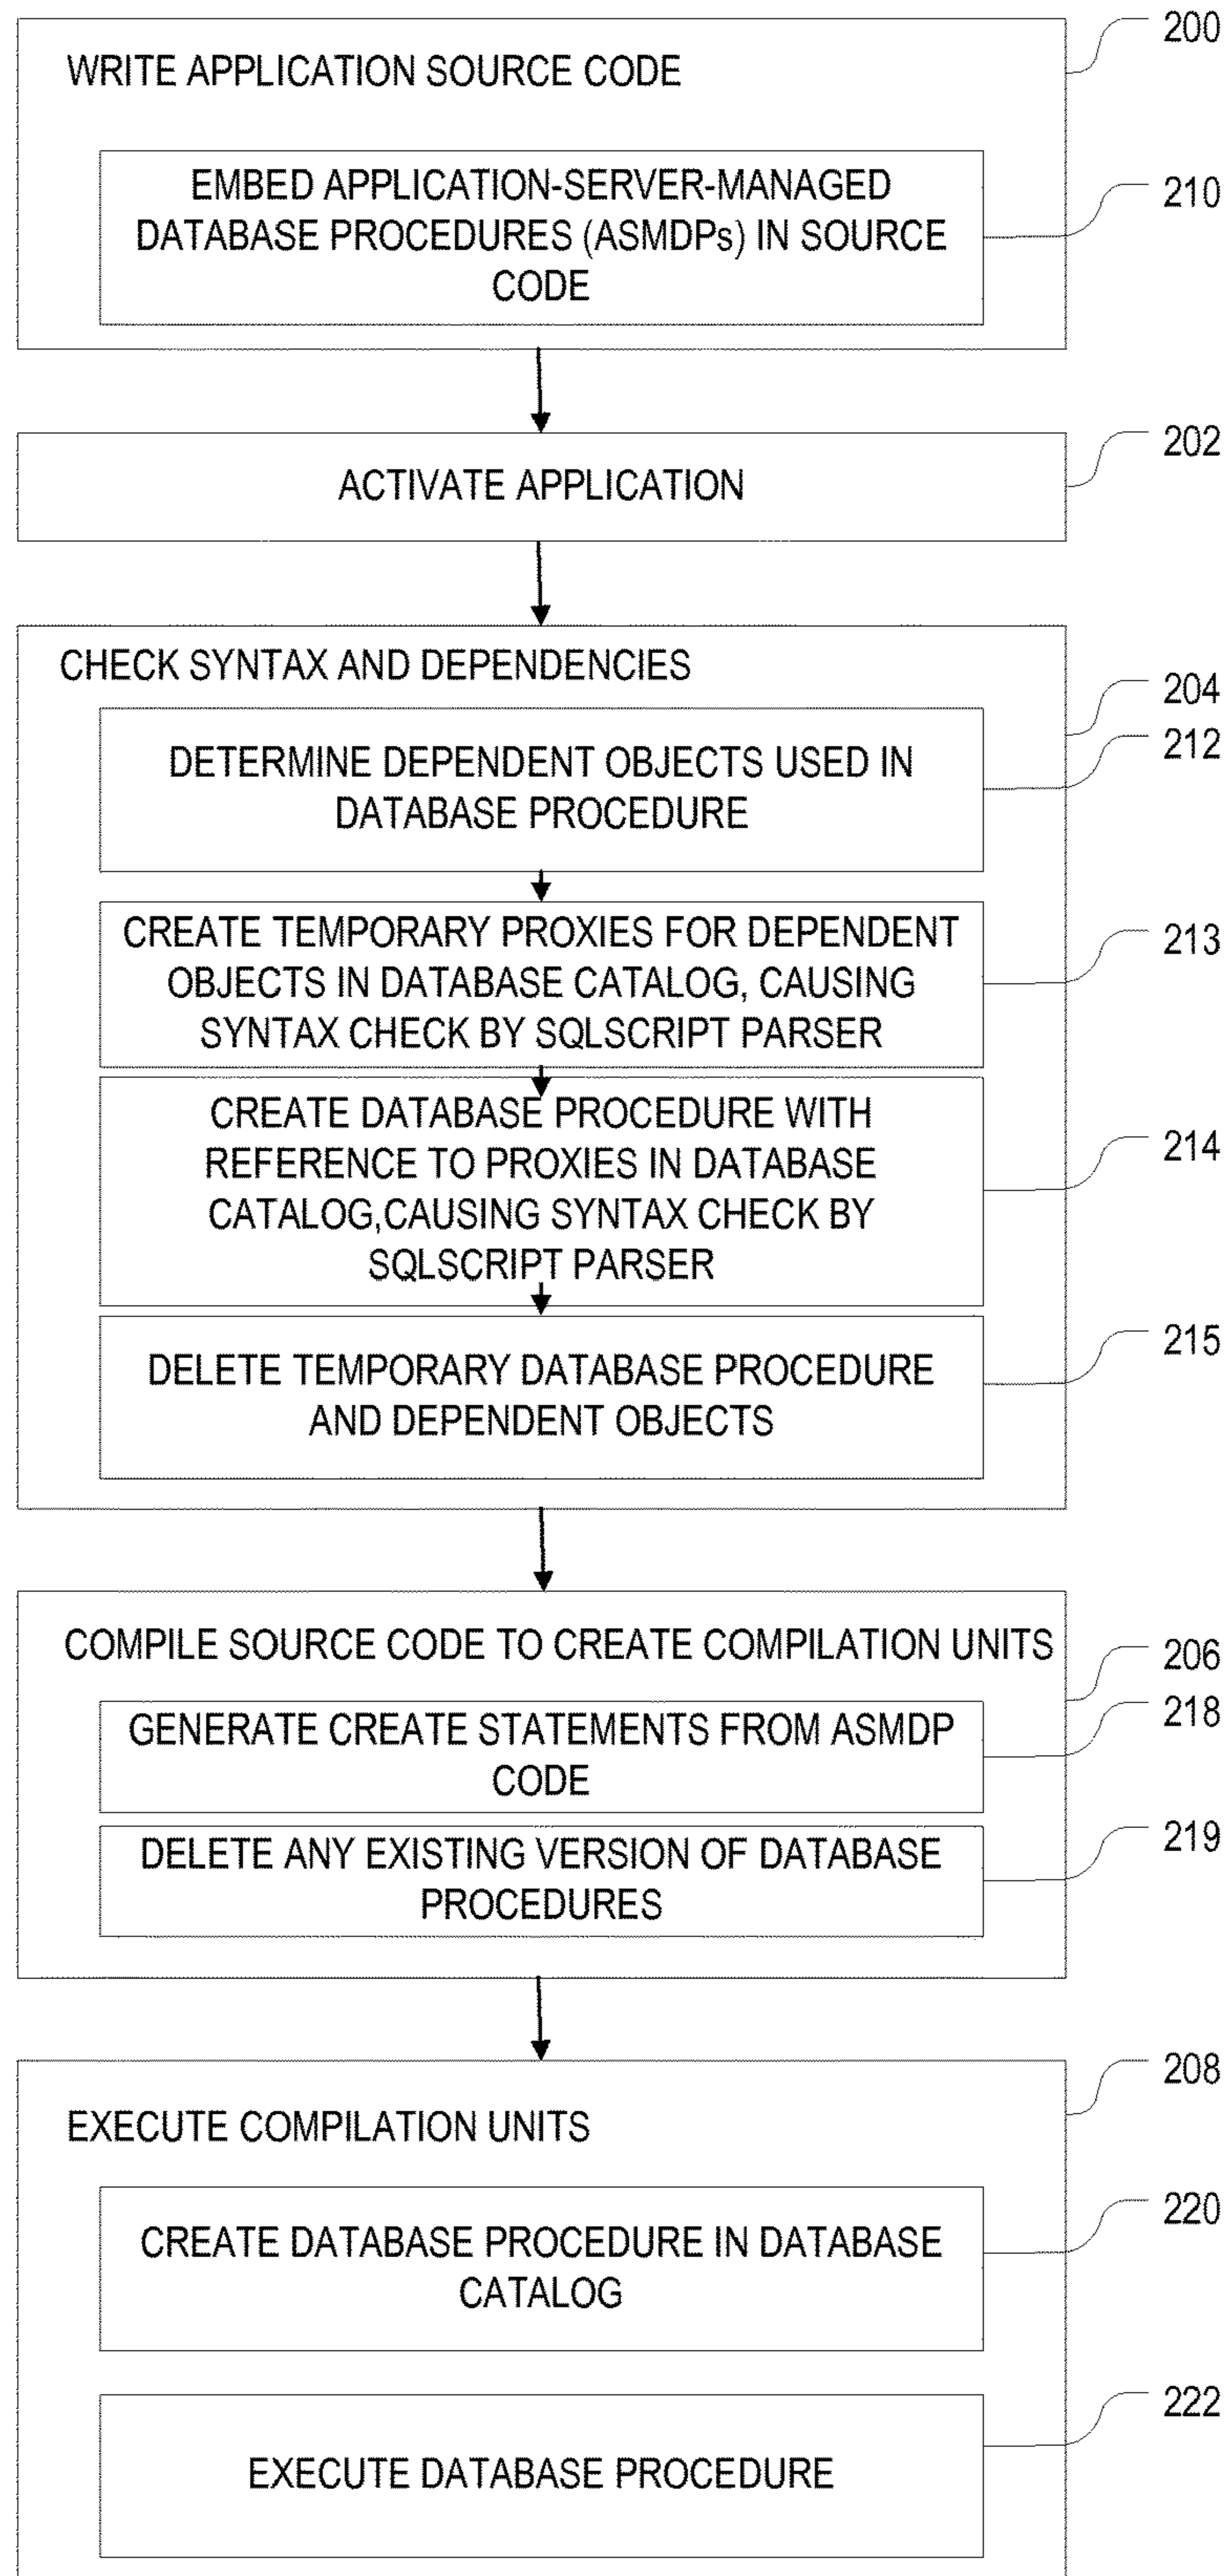 200
WRITE APPLICATION SOURCE CODE
EMBED APPLICATION-SERVER-MANAGED
DATABASE PROCEDURES (ASMDPs) IN SOURCE
CODE
210
202
ACTIVATE APPLICATION
CHECK SYNTAX AND DEPENDENCIES
204
212
DETERMINE DEPENDENT OBJECTS USED IN
DATABASE PROCEDURE
CREATE TEMPORARY PROXIES FOR DEPENDENT
OBJECTS IN DATABASE CATALOG, CAUSING
SYNTAX CHECK BY SQLSCRIPT PARSER
213
CREATE DATABASE PROCEDURE WITH
REFERENCE TO PROXIES IN DATABASE
CATALOG,CAUSING SYNTAX CHECK BY
SQLSCRIPT PARSER
214
215
DELETE TEMPORARY DATABASE PROCEDURE
AND DEPENDENT OBJECTS
COMPILE SOURCE CODE TO CREATE COMPILATION UNITS
206
218
GENERATE CREATE STATEMENTS FROM ASMDP
CODE
219
DELETE ANY EXISTING VERSION OF DATABASE
PROCEDURES
208
EXECUTE COMPILATION UNITS
220
CREATE DATABASE PROCEDURE IN DATABASE
CATALOG
222
EXECUTE DATABASE PROCEDURE